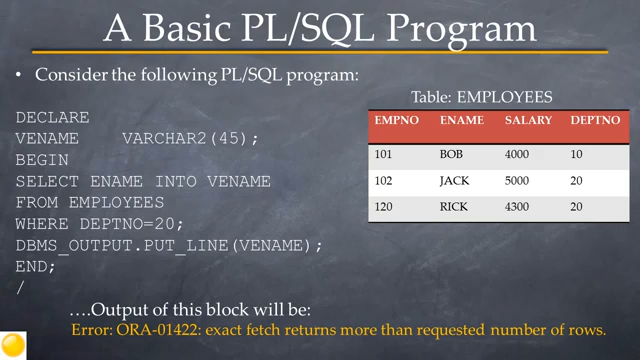 A Basic PL/SQL Program
• Consider the following PL/SQL program:
DECLARE
VENAME VARCHAR2(45);
BEGIN
SELECT ENAME INTO VENAME
FROM EMPLOYEES
WHERE DEPTNO=20;
DBMS_OUTPUT.PUT_LINE(VENAME);
END;
/
Table: EMPLOYEES
EMPNO ENAME SALARY DEPTNO
101 BOB 4000 10
102 JACK 5000 20
120 RICK 4300 20
….Output of this block will be:
Error: ORA-01422: exact fetch returns more than requested number of rows.